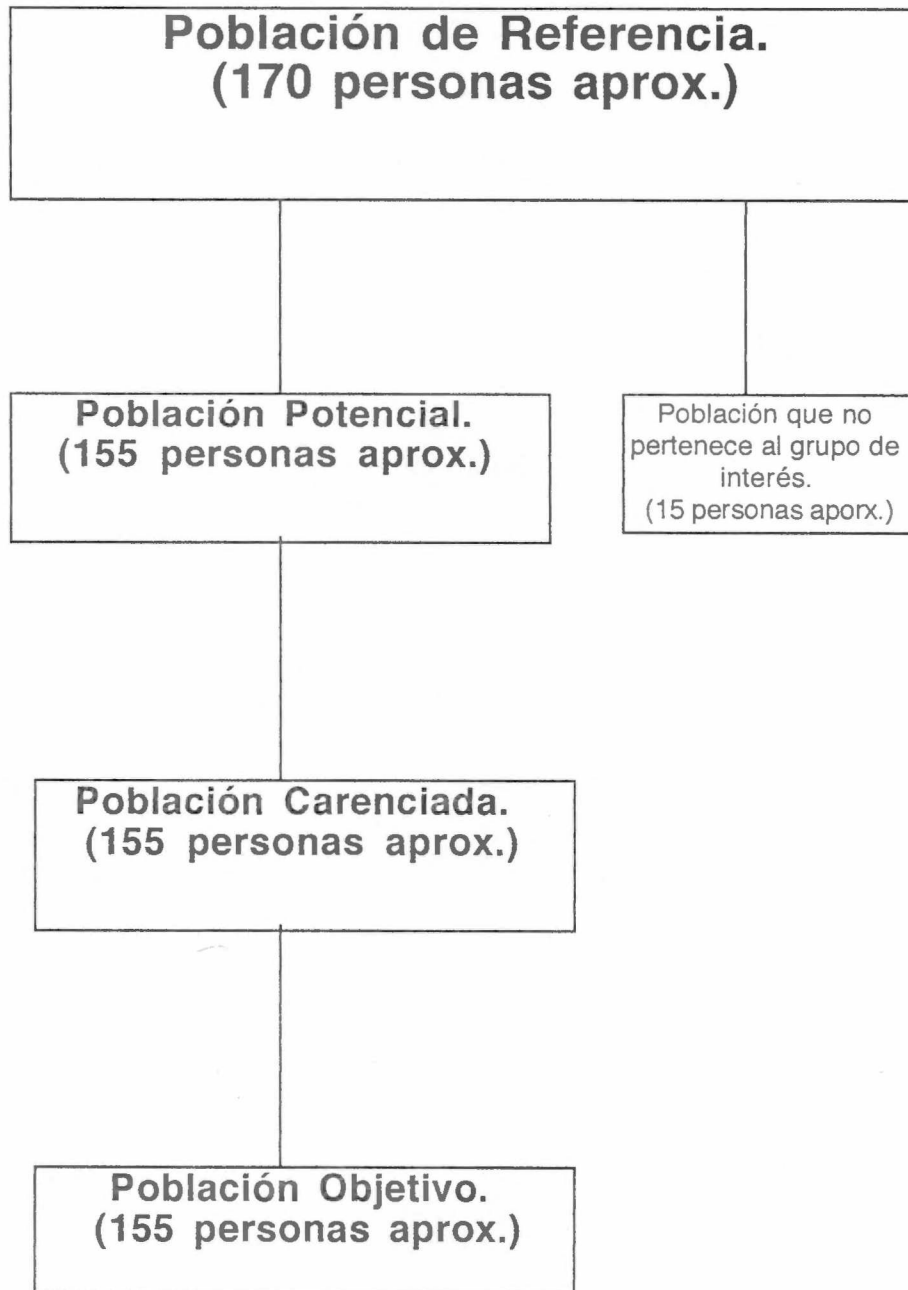 Población de Referencia.
(170 personas aprox.)
Población Potencial.
(155 personas aprox.)
Población que no
pertenece al grupo de
interés.
(15 personas aporx.)
Población Carenciada.
(155 personas aprox.)
Población Objetivo.
(155 personas aprox.)